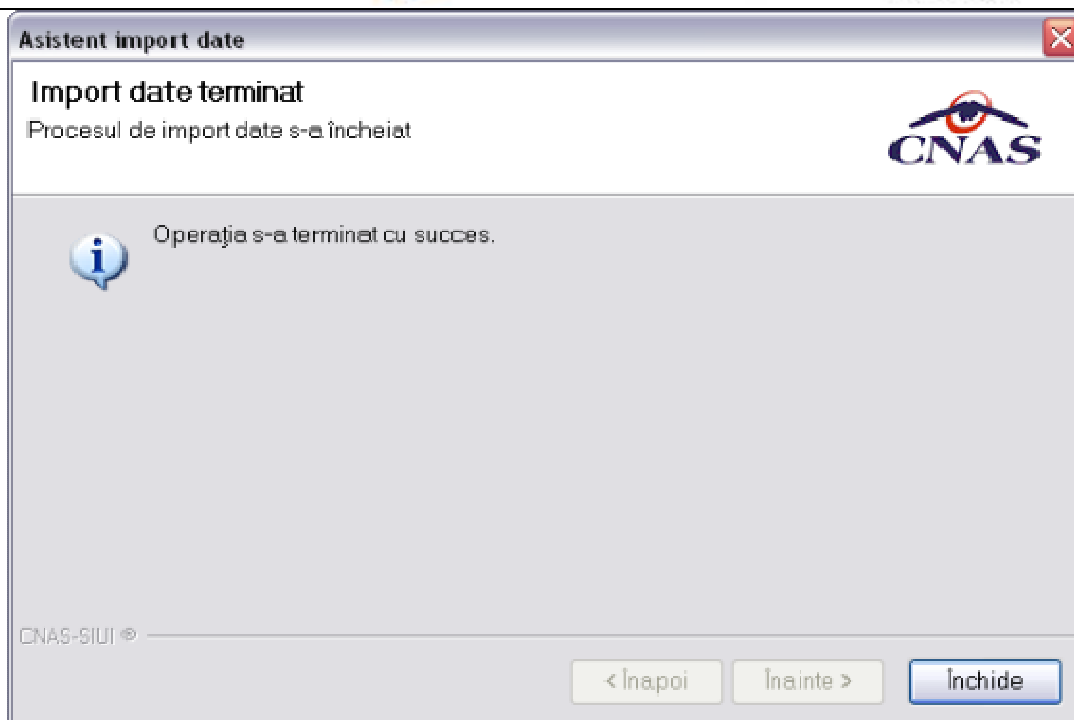 Asistent import date
Import date terminat
Procesul de import date s-a încheiat
CNAS
Operaţia s-a terminat cu succes.
CNAS-SIUI ®
< Înapoi
Înainte >
Închide